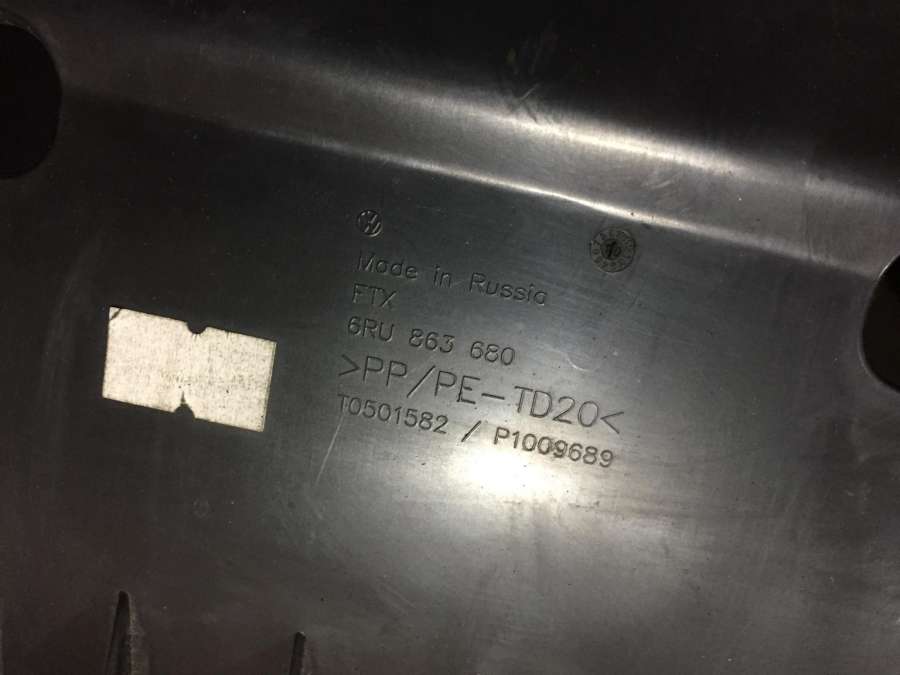 Made in Russia
FTX
6RU 863 680
>PP/PE-TD20<
T0501582 / P1009689